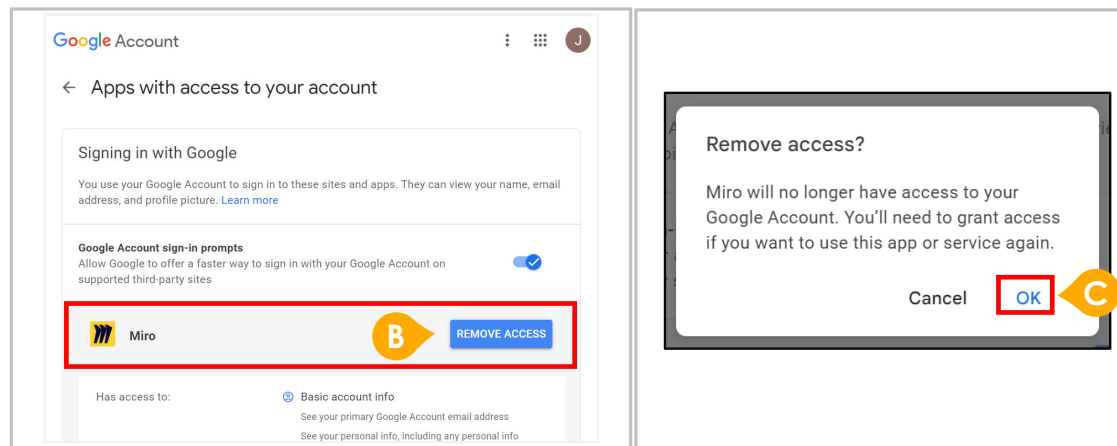 Google Account
J
Apps with access to your account
Signing in with Google
You use your Google Account to sign in to these sites and apps. They can view your name, email
address, and profile picture. Learn more
Google Account sign-in prompts
Allow Google to offer a faster way to sign in with your Google Account on
supported third-party sites
Miro
B
REMOVE ACCESS
Has access to:
Basic account info
See your primary Google Account email address
See your personal info, including any personal info
Remove access?
Miro will no longer have access to your
Google Account. You’ll need to grant access
if you want to use this app or service again.
Cancel
OK
C